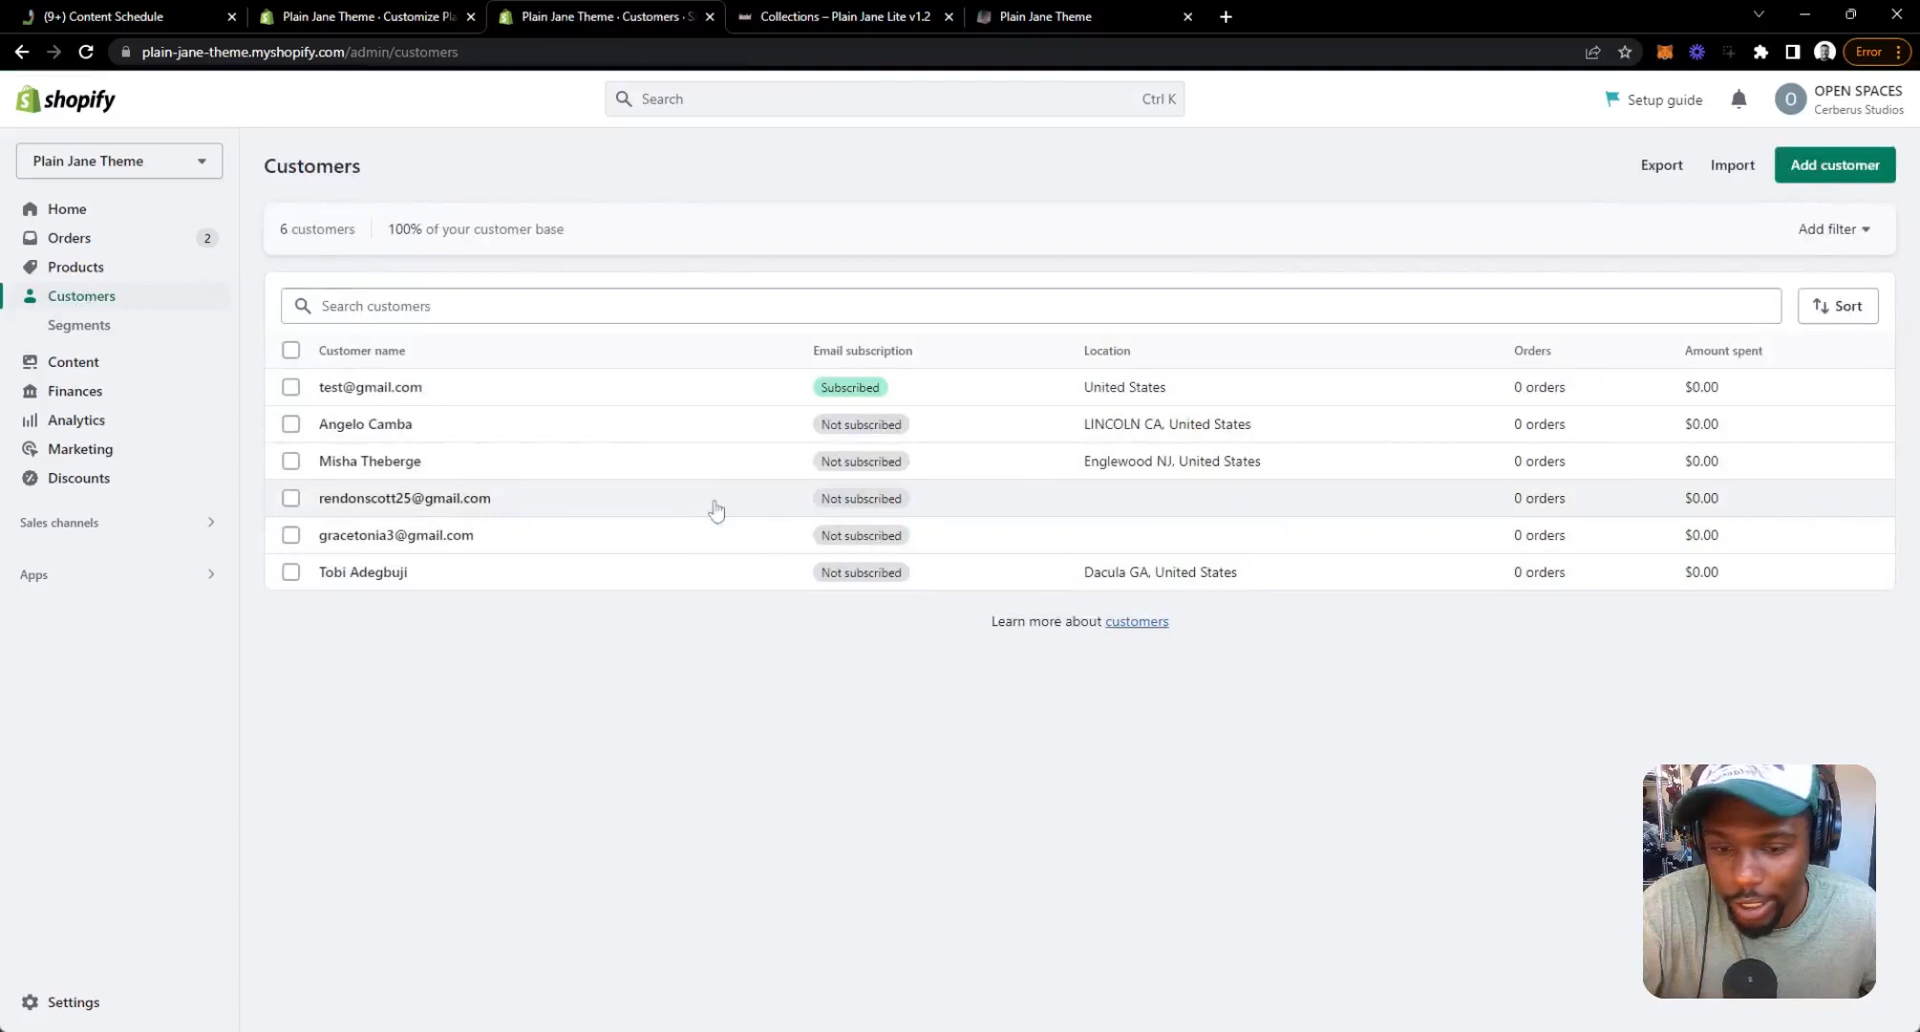 (9+) Content Schedule
Plain Jane Theme · Customize Pl
Plain Jane Theme · Customers · S
Collections – Plain Jane Lite v1.2
Plain Jane Theme
plain-jane-theme.myshopify.com/admin/customers
Error
shopify
Search
Ctrl K
Setup guide
O
OPEN SPACES
Cerberus Studios
Plain Jane Theme
Home
Orders
2
Products
Customers
Segments
Content
Finances
Analytics
Marketing
Discounts
Sales channels
Apps
Settings
Customers
Export
Import
Add customer
6 customers
100% of your customer base
Add filter
Search customers
Sort
Customer name Email subscription Location Orders Amount spent
test@gmail.com Subscribed United States 0 orders $0.00
Angelo Camba Not subscribed LINCOLN CA, United States 0 orders $0.00
Misha Theberge Not subscribed Englewood NJ, United States 0 orders $0.00
rendonscott25@gmail.com Not subscribed 0 orders $0.00
gracetonia3@gmail.com Not subscribed 0 orders $0.00
Tobi Adegbuji Not subscribed Dacula GA, United States 0 orders $0.00
Learn more about customers